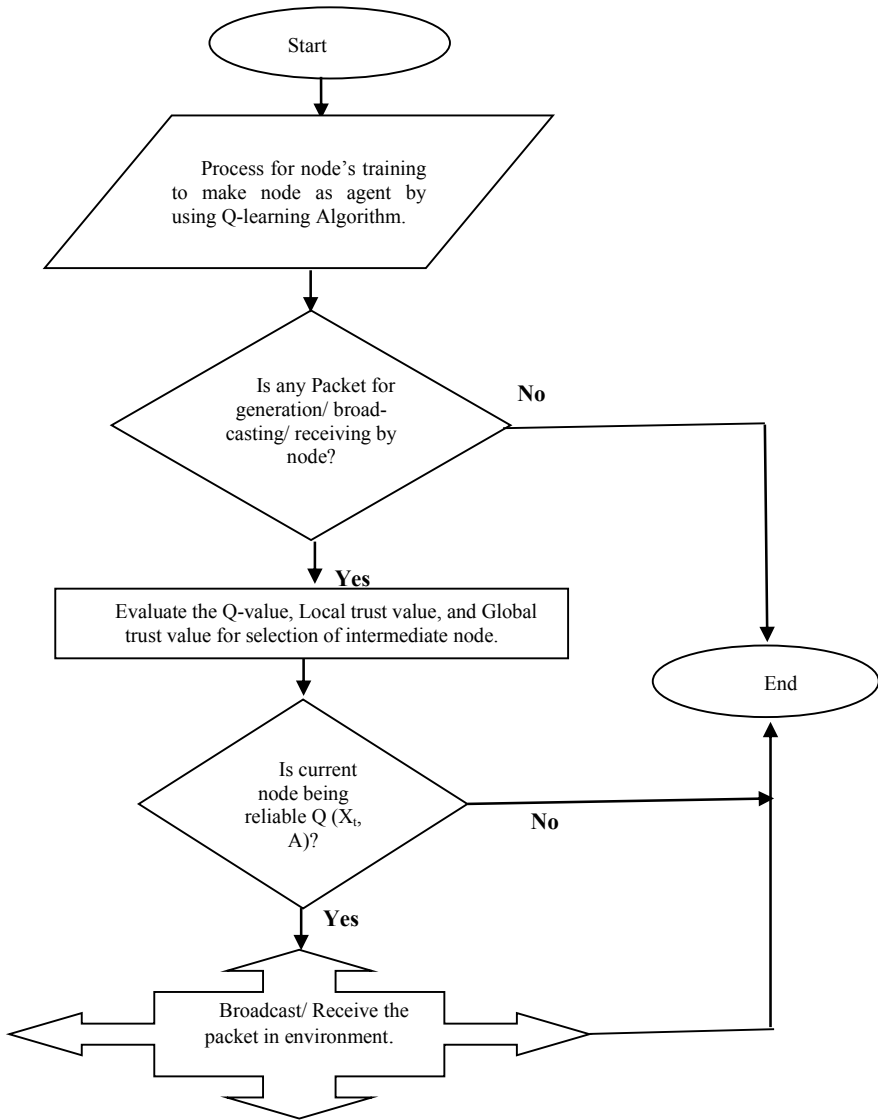 Start
Process for node's training
to make node as agent by
using Q-learning Algorithm.
Is any Packet for
generation/ broad-
casting/ receiving by
node?
No
Yes
Evaluate the Q-value, Local trust value, and Global
trust value for selection of intermediate node.
End
Is current
node being
reliable Q (Xt,
A)?
No
Yes
Broadcast/ Receive the
packet in environment.